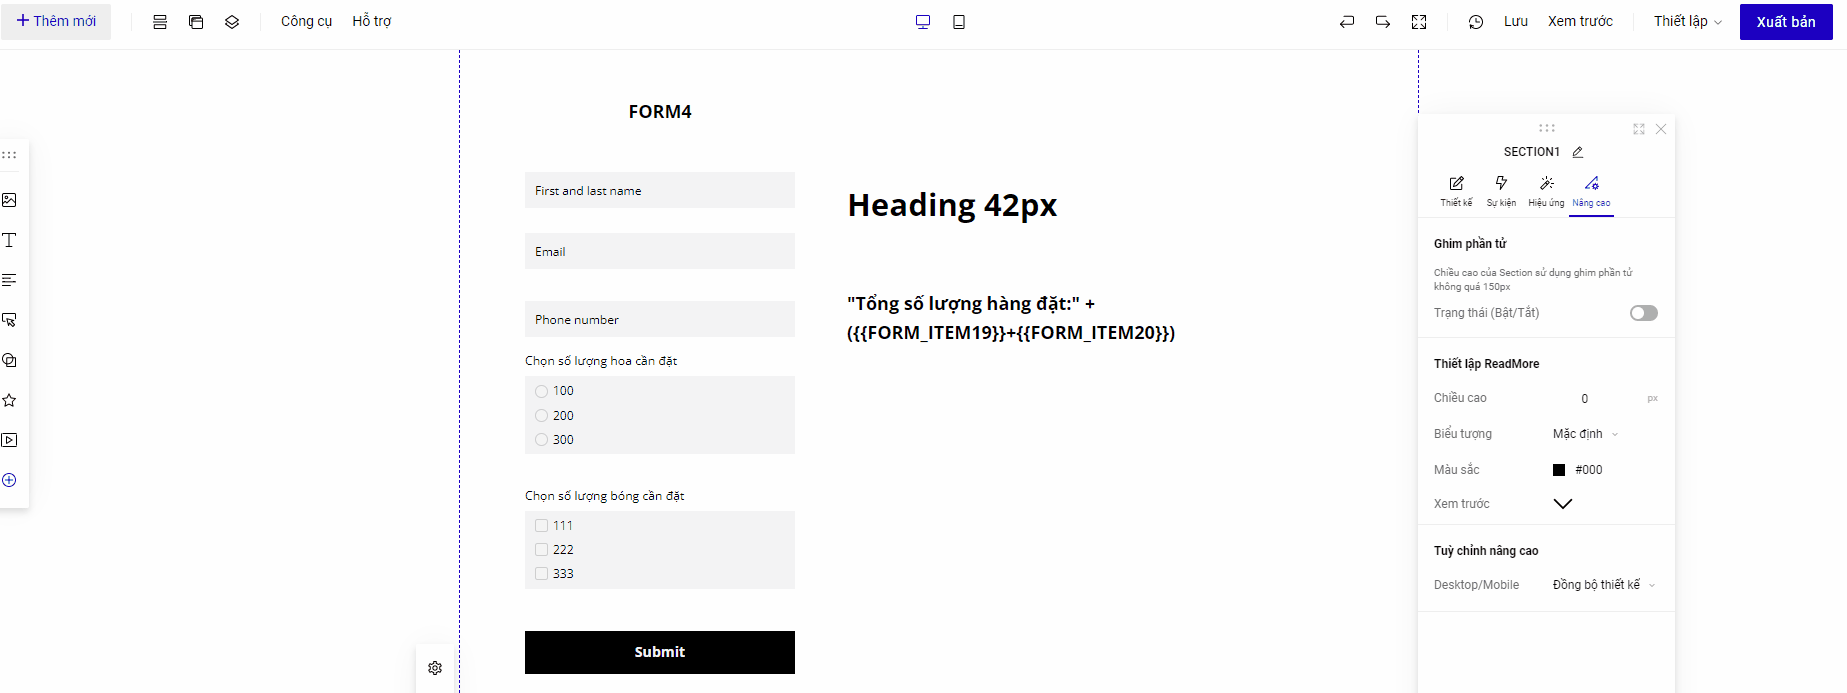 Thêm mới
Công cụ
Hỗ trợ
Lưu
Xem trước
Thiết lập
Xuất bản
FORM4
First and last name
Email
Phone number
Chọn số lượng hoa cần đặt
100
200
300
Chọn số lượng bóng cần đặt
111
222
333
Submit
Heading 42px
"Tổng số lượng hàng đặt:" +
({{FORM_ITEM19}}+{{FORM_ITEM20}})
SECTION1
Thiết kế
Sự kiện
Hiệu ứng
Nâng cao
Ghim phần tử
Chiều cao của Section sử dụng ghim phần tử
không quá 150px
Trạng thái (Bật/Tắt)
Thiết lập ReadMore
Chiều cao
0
px
Biểu tượng
Mặc định
Màu sắc
#000
Xem trước
Tuỳ chỉnh nâng cao
Desktop/Mobile
Đồng bộ thiết kế